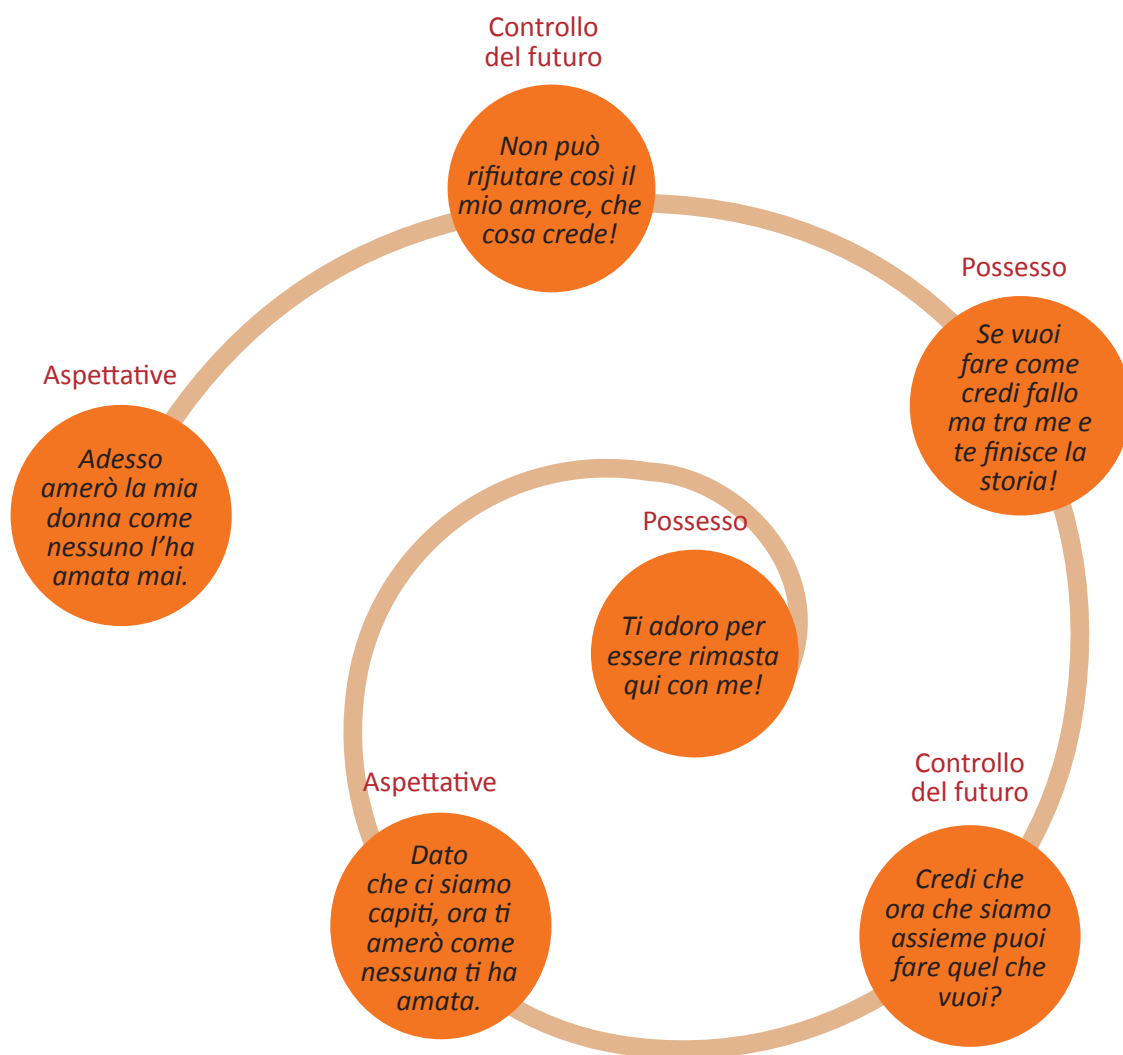 Controllo
del futuro
Non può
rifiutare così il
mio amore, che
cosa crede!
Possesso
Se vuoi
fare come
credi fallo
ma tra me e
te finisce la
storia!
Aspettative
Adesso
amerò la mia
donna come
nessuno l'ha
amata mai.
Possesso
Ti adoro per
essere rimasta
qui con me!
Controllo
del futuro
Credi che
ora che siamo
assieme puoi
fare quel che
vuoi?
Aspettative
Dato
che ci siamo
capiti, ora ti
amerò come
nessuna ti ha
amata.